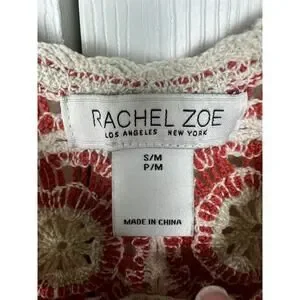 RACHEL ZOE
LOS ANGELES NEW YORK
S/M
P/M
MADE IN CHINA